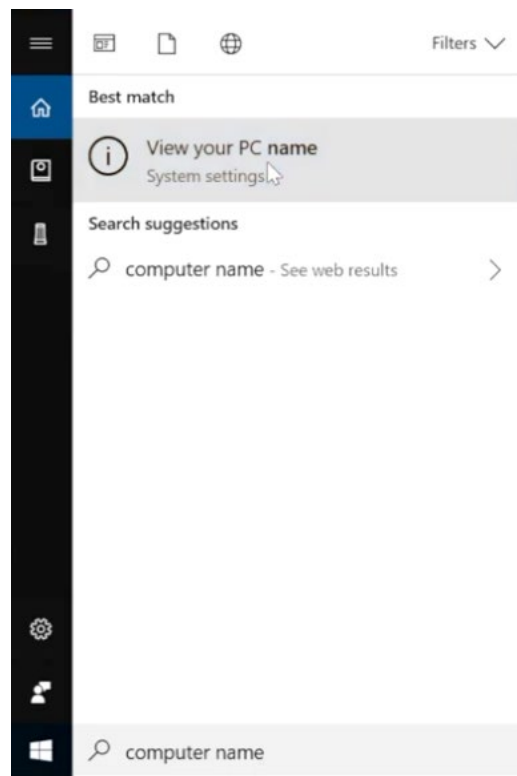 Filters
Best match
View your PC name
System settings
Search suggestions
computer name - See web results
computer name